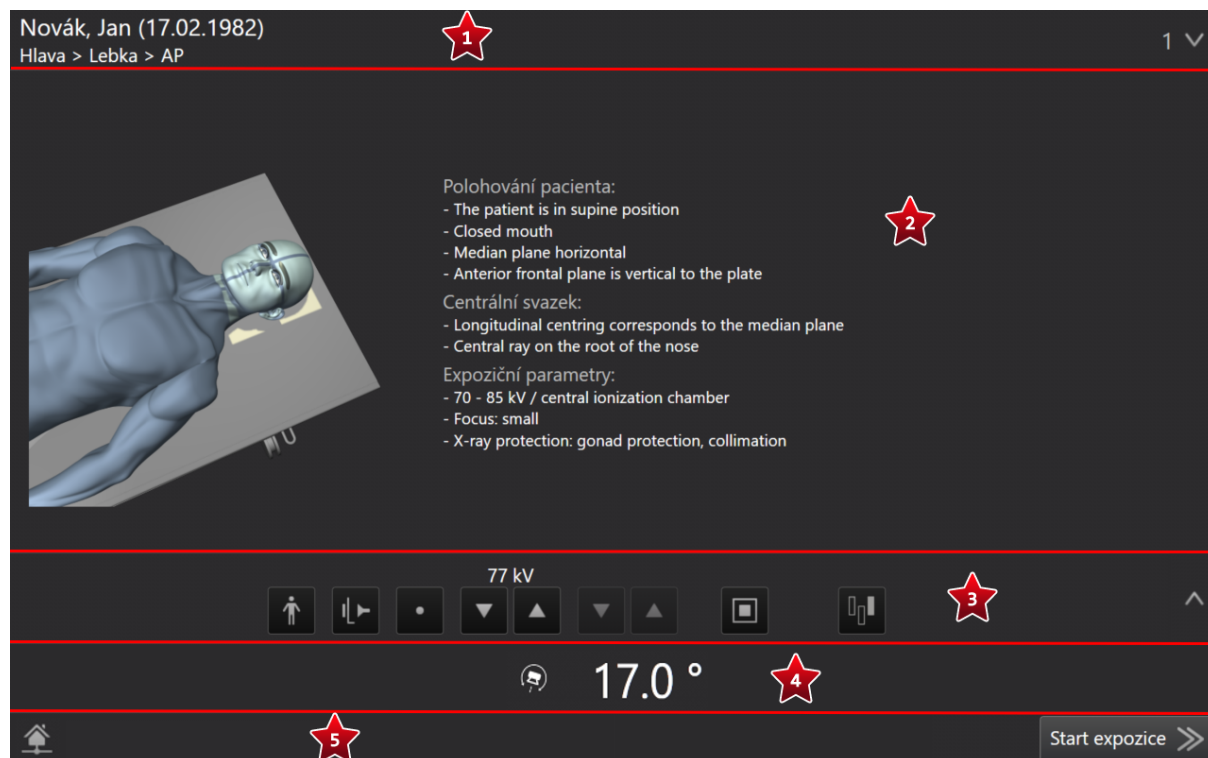 Novák, Jan (17.02.1982)
Hlava > Lebka > AP
1
1
Polohování pacienta:
- The patient is in supine position
- Closed mouth
- Median plane horizontal
- Anterior frontal plane is vertical to the plate
2
Centrální svazek:
- Longitudinal centring corresponds to the median plane
- Central ray on the root of the nose
Expoziční parametry:
- 70 - 85 kV / central ionization chamber
- Focus: small
- X-ray protection: gonad protection, collimation
77 kV
3
17.0 °
4
5
Start expozice